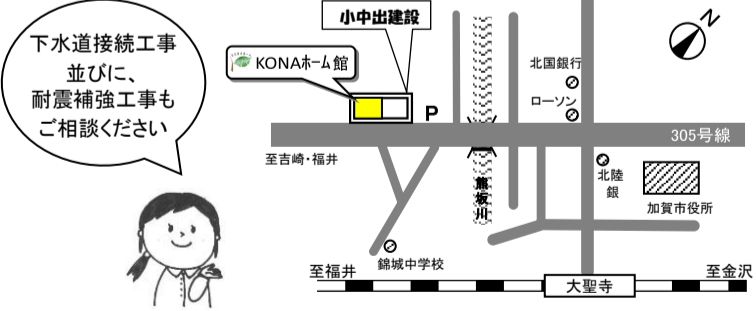 下水道接続工事
並びに、
耐震補強工事も
ご相談ください
小中出建設
KONAホーム館
P
N
北国銀行
ローソン
305号線
至吉崎・福井
熊坂川
北陸
銀
加賀市役所
錦城中学校
至福井
大聖寺
至金沢